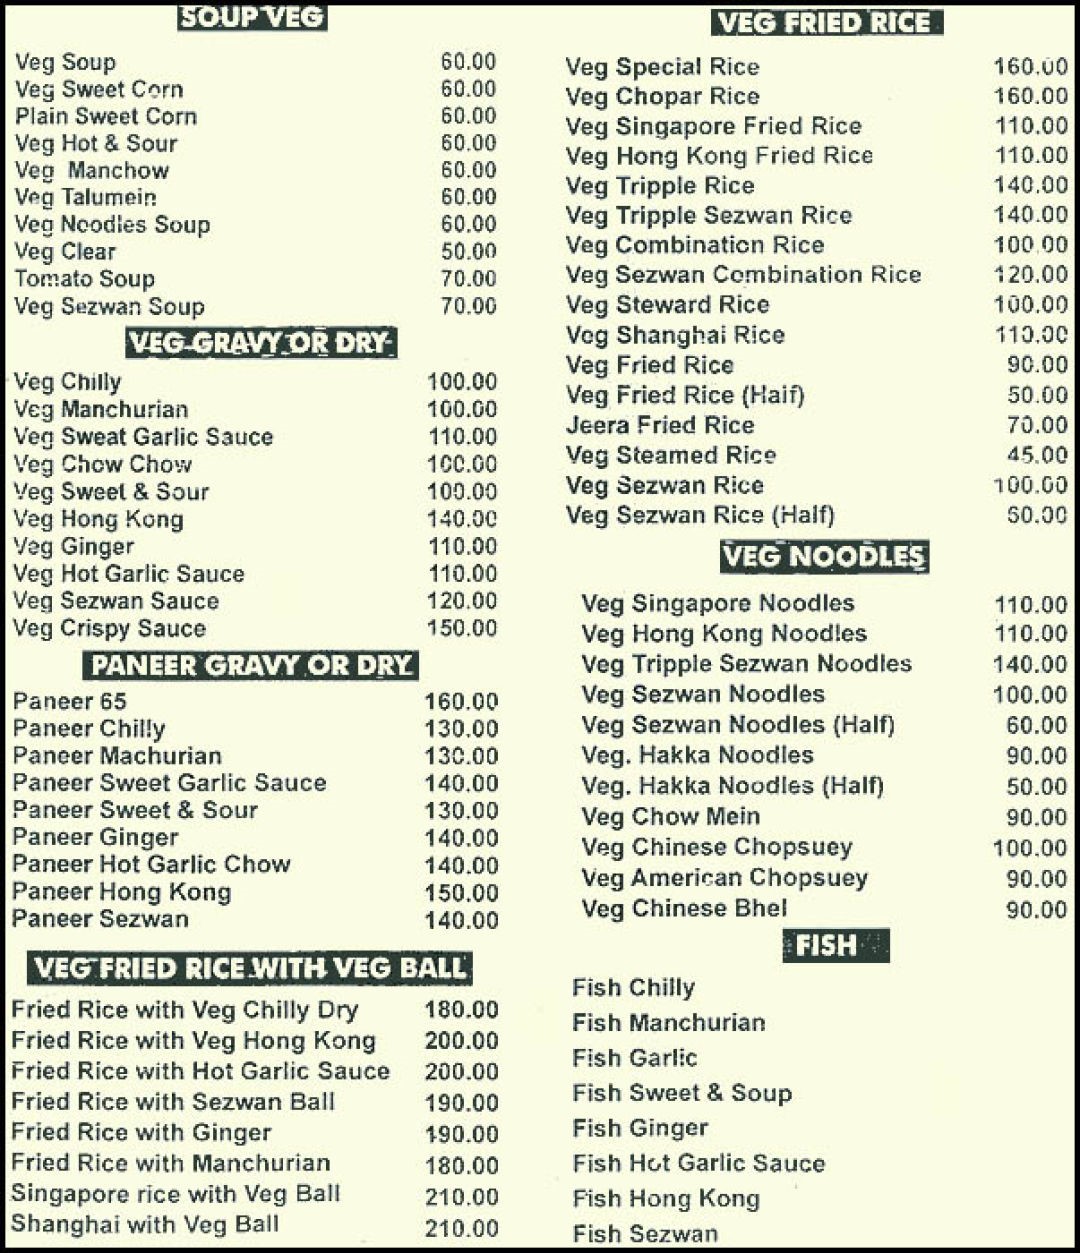 SOUP VEG
Veg Soup 60.00
Veg Sweet Corn 60.00
Plain Sweet Corn 60.00
Veg Hot & Sour 60.00
Veg Manchow 60.00
Veg Talumein 60.00
Veg Noodles Soup 60.00
Veg Clear 50.00
Tomato Soup 70.00
Veg Sezwan Soup 70.00
VEG GRAVY OR DRY
Veg Chilly 100.00
Veg Manchurian 100.00
Veg Sweat Garlic Sauce 110.00
Veg Chow Chow 100.00
Veg Sweet & Sour 100.00
Veg Hong Kong 140.00
Veg Ginger 110.00
Veg Hot Garlic Sauce 110.00
Veg Sezwan Sauce 120.00
Veg Crispy Sauce 150.00
PANEER GRAVY OR DRY
Paneer 65 160.00
Paneer Chilly 130.00
Paneer Machurian 130.00
Paneer Sweet Garlic Sauce 140.00
Paneer Sweet & Sour 130.00
Paneer Ginger 140.00
Paneer Hot Garlic Chow 140.00
Paneer Hong Kong 150.00
Paneer Sezwan 140.00
VEG FRIED RICE WITH VEG BALL
Fried Rice with Veg Chilly Dry 180.00
Fried Rice with Veg Hong Kong 200.00
Fried Rice with Hot Garlic Sauce 200.00
Fried Rice with Sezwan Ball 190.00
Fried Rice with Ginger 190.00
Fried Rice with Manchurian 180.00
Singapore rice with Veg Ball 210.00
Shanghai with Veg Ball 210.00
VEG FRIED RICE
Veg Special Rice 160.00
Veg Chopar Rice 160.00
Veg Singapore Fried Rice 110.00
Veg Hong Kong Fried Rice 110.00
Veg Tripple Rice 140.00
Veg Tripple Sezwan Rice 140.00
Veg Combination Rice 100.00
Veg Sezwan Combination Rice 120.00
Veg Steward Rice 100.00
Veg Shanghai Rice 110.00
Veg Fried Rice 90.00
Veg Fried Rice (Half) 50.00
Jeera Fried Rice 70.00
Veg Steamed Rice 45.00
Veg Sezwan Rice 100.00
Veg Sezwan Rice (Half)
VEG NOODLES
Veg Singapore Noodles 110.00
Veg Hong Kong Noodles 110.00
Veg Tripple Sezwan Noodles 140.00
Veg Sezwan Noodles 100.00
Veg Sezwan Noodles (Half) 60.00
Veg. Hakka Noodles 90.00
Veg. Hakka Noodles (Half) 50.00
Veg Chow Mein 90.00
Veg Chinese Chopsuey 100.00
Veg American Chopsuey 90.00
Veg Chinese Bhel 90.00
FISH
Fish Chilly
Fish Manchurian
Fish Garlic
Fish Sweet & Soup
Fish Ginger
Fish Hot Garlic Sauce
Fish Hong Kong
Fish Sezwan